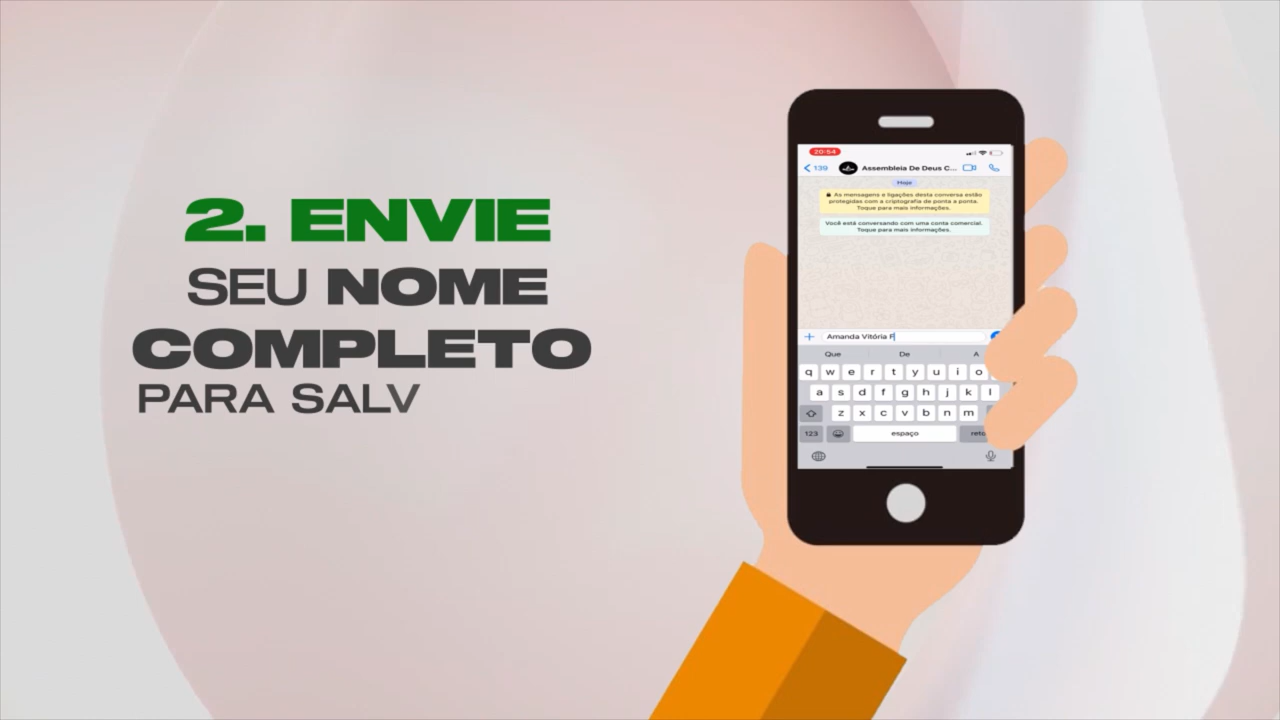 2. ENVIE
SEU NOME
COMPLETO
PARA SALV
20:54
139
Assembleia De Deus C...
Hoje
As mensagens e ligações desta conversa estão
protegidas com a criptografia de ponta a ponta.
Toque para mais informações.
Você está conversando com uma conta comercial.
Toque para mais informações.
Amanda Vitória F
Que De A
q w e r t y u i o
a s d f g h j k l
z x c v b n m
123 espaço reto